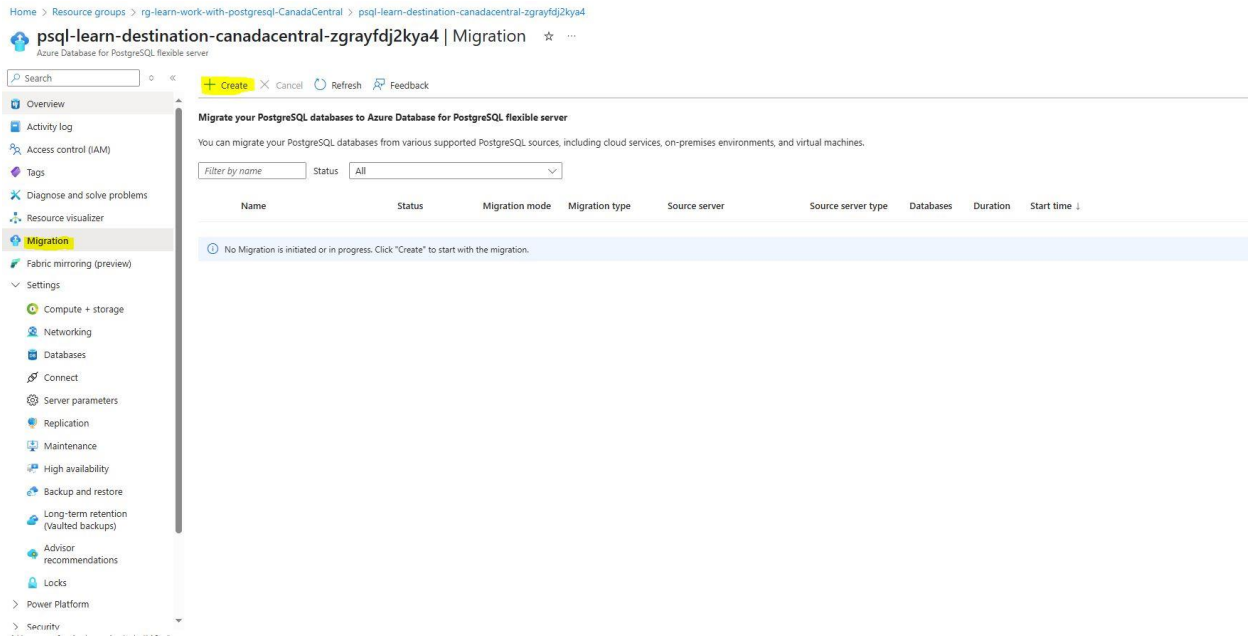 Home > Resource groups > rg-learn-work-with-postgresql-CanadaCentral > psql-learn-destination-canadacentral-zgrayfdj2kya4
psql-learn-destination-canadacentral-zgrayfdj2kya4 | Migration
Azure Database for PostgreSQL flexible server
Search
Create Cancel Refresh Feedback
Overview
Activity log
Access control (IAM)
Tags
Diagnose and solve problems
Resource visualizer
Migration
Fabric mirroring (preview)
Settings
Compute + storage
Networking
Databases
Connect
Server parameters
Replication
Maintenance
High availability
Backup and restore
Long-term retention
(Vaulted backups)
Advisor
recommendations
Locks
Power Platform
Security
Migrate your PostgreSQL databases to Azure Database for PostgreSQL flexible server
You can migrate your PostgreSQL databases from various supported PostgreSQL sources, including cloud services, on-premises environments, and virtual machines.
Filter by name Status All
Name Status Migration mode Migration type Source server Source server type Databases Duration Start time ↓
No Migration is initiated or in progress. Click "Create" to start with the migration.